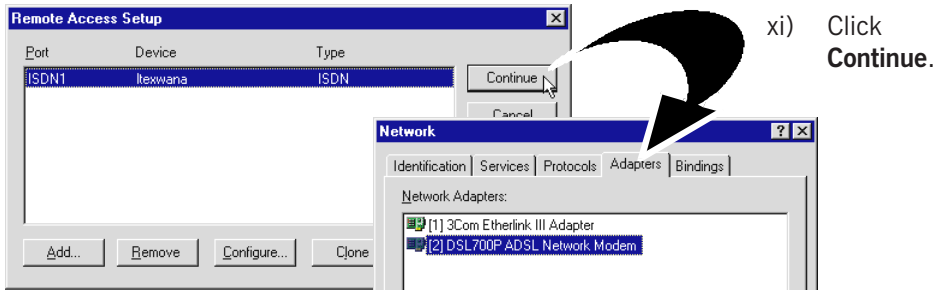 Remote Access Setup
Port Device Type
ISDN1 Itexwana ISDN
Continue
Cancel
Add... Remove Configure... Clone
Network
Identification Services Protocols Adapters Bindings
Network Adapters:
[1] 3Com Etherlink III Adapter
[2] DSL700P ADSL Network Modem
xi) Click
Continue.